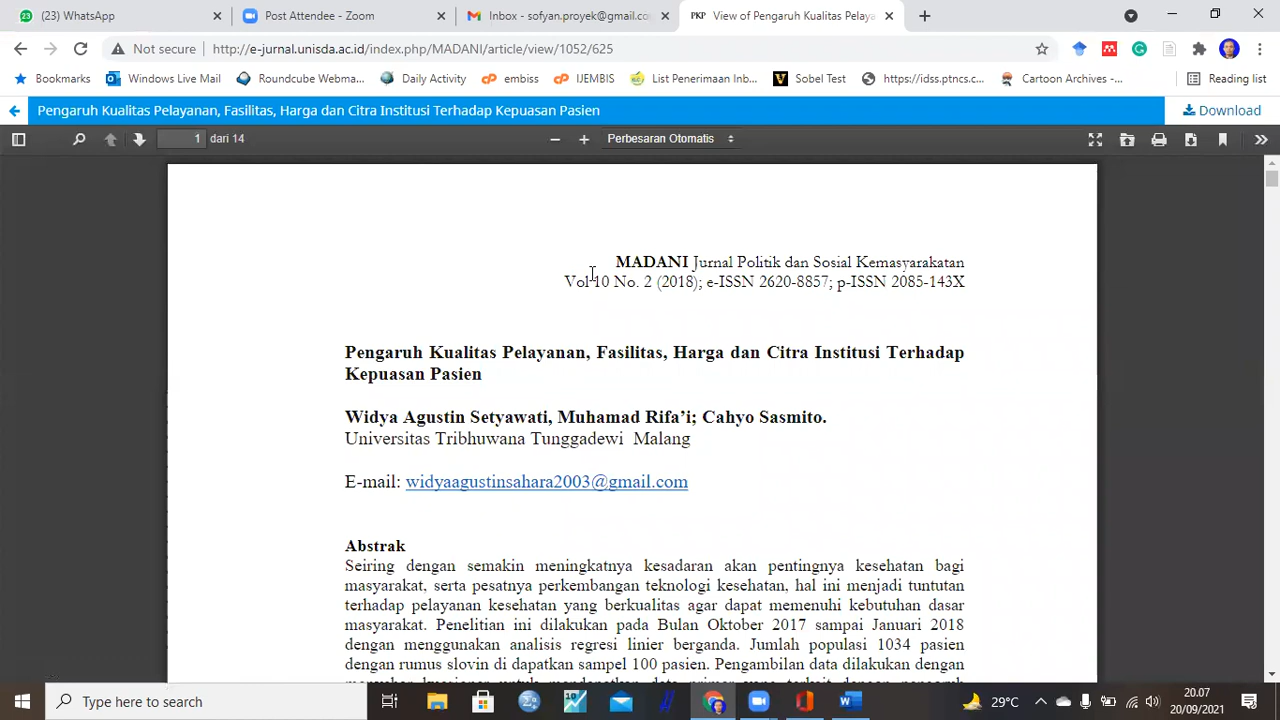 (23) WhatsApp
Post Attendee - Zoom
Inbox - sofyan.proyek@gmail.co
PKP View of Pengaruh Kualitas Pelaya
Not secure | http://e-jurnal.unisda.ac.id/index.php/MADANI/article/view/1052/625
Bookmarks
Windows Live Mail
Roundcube Webma...
Daily Activity
embiss
IJEMBIS
List Penerimaan Inb...
Sobel Test
https://idss.ptncs.c...
Cartoon Archives -...
Reading list
Pengaruh Kualitas Pelayanan, Fasilitas, Harga dan Citra Institusi Terhadap Kepuasan Pasien
Download
1 dari 14
Perbesaran Otomatis
MADANI Jurnal Politik dan Sosial Kemasyarakatan
Vol 10 No. 2 (2018); e-ISSN 2620-8857; p-ISSN 2085-143X
Pengaruh Kualitas Pelayanan, Fasilitas, Harga dan Citra Institusi Terhadap
Kepuasan Pasien
Widya Agustin Setyawati, Muhamad Rifa’i; Cahyo Sasmito.
Universitas Tribhuwana Tunggadewi Malang
E-mail: widyaagustinsahara2003@gmail.com
Abstrak
Seiring dengan semakin meningkatnya kesadaran akan pentingnya kesehatan bagi
masyarakat, serta pesatnya perkembangan teknologi kesehatan, hal ini menjadi tuntutan
terhadap pelayanan kesehatan yang berkualitas agar dapat memenuhi kebutuhan dasar
masyarakat. Penelitian ini dilakukan pada Bulan Oktober 2017 sampai Januari 2018
dengan menggunakan analisis regresi linier berganda. Jumlah populasi 1034 pasien
dengan rumus slovin di dapatkan sampel 100 pasien. Pengambilan data dilakukan dengan
Type here to search
29°C
20.07
20/09/2021